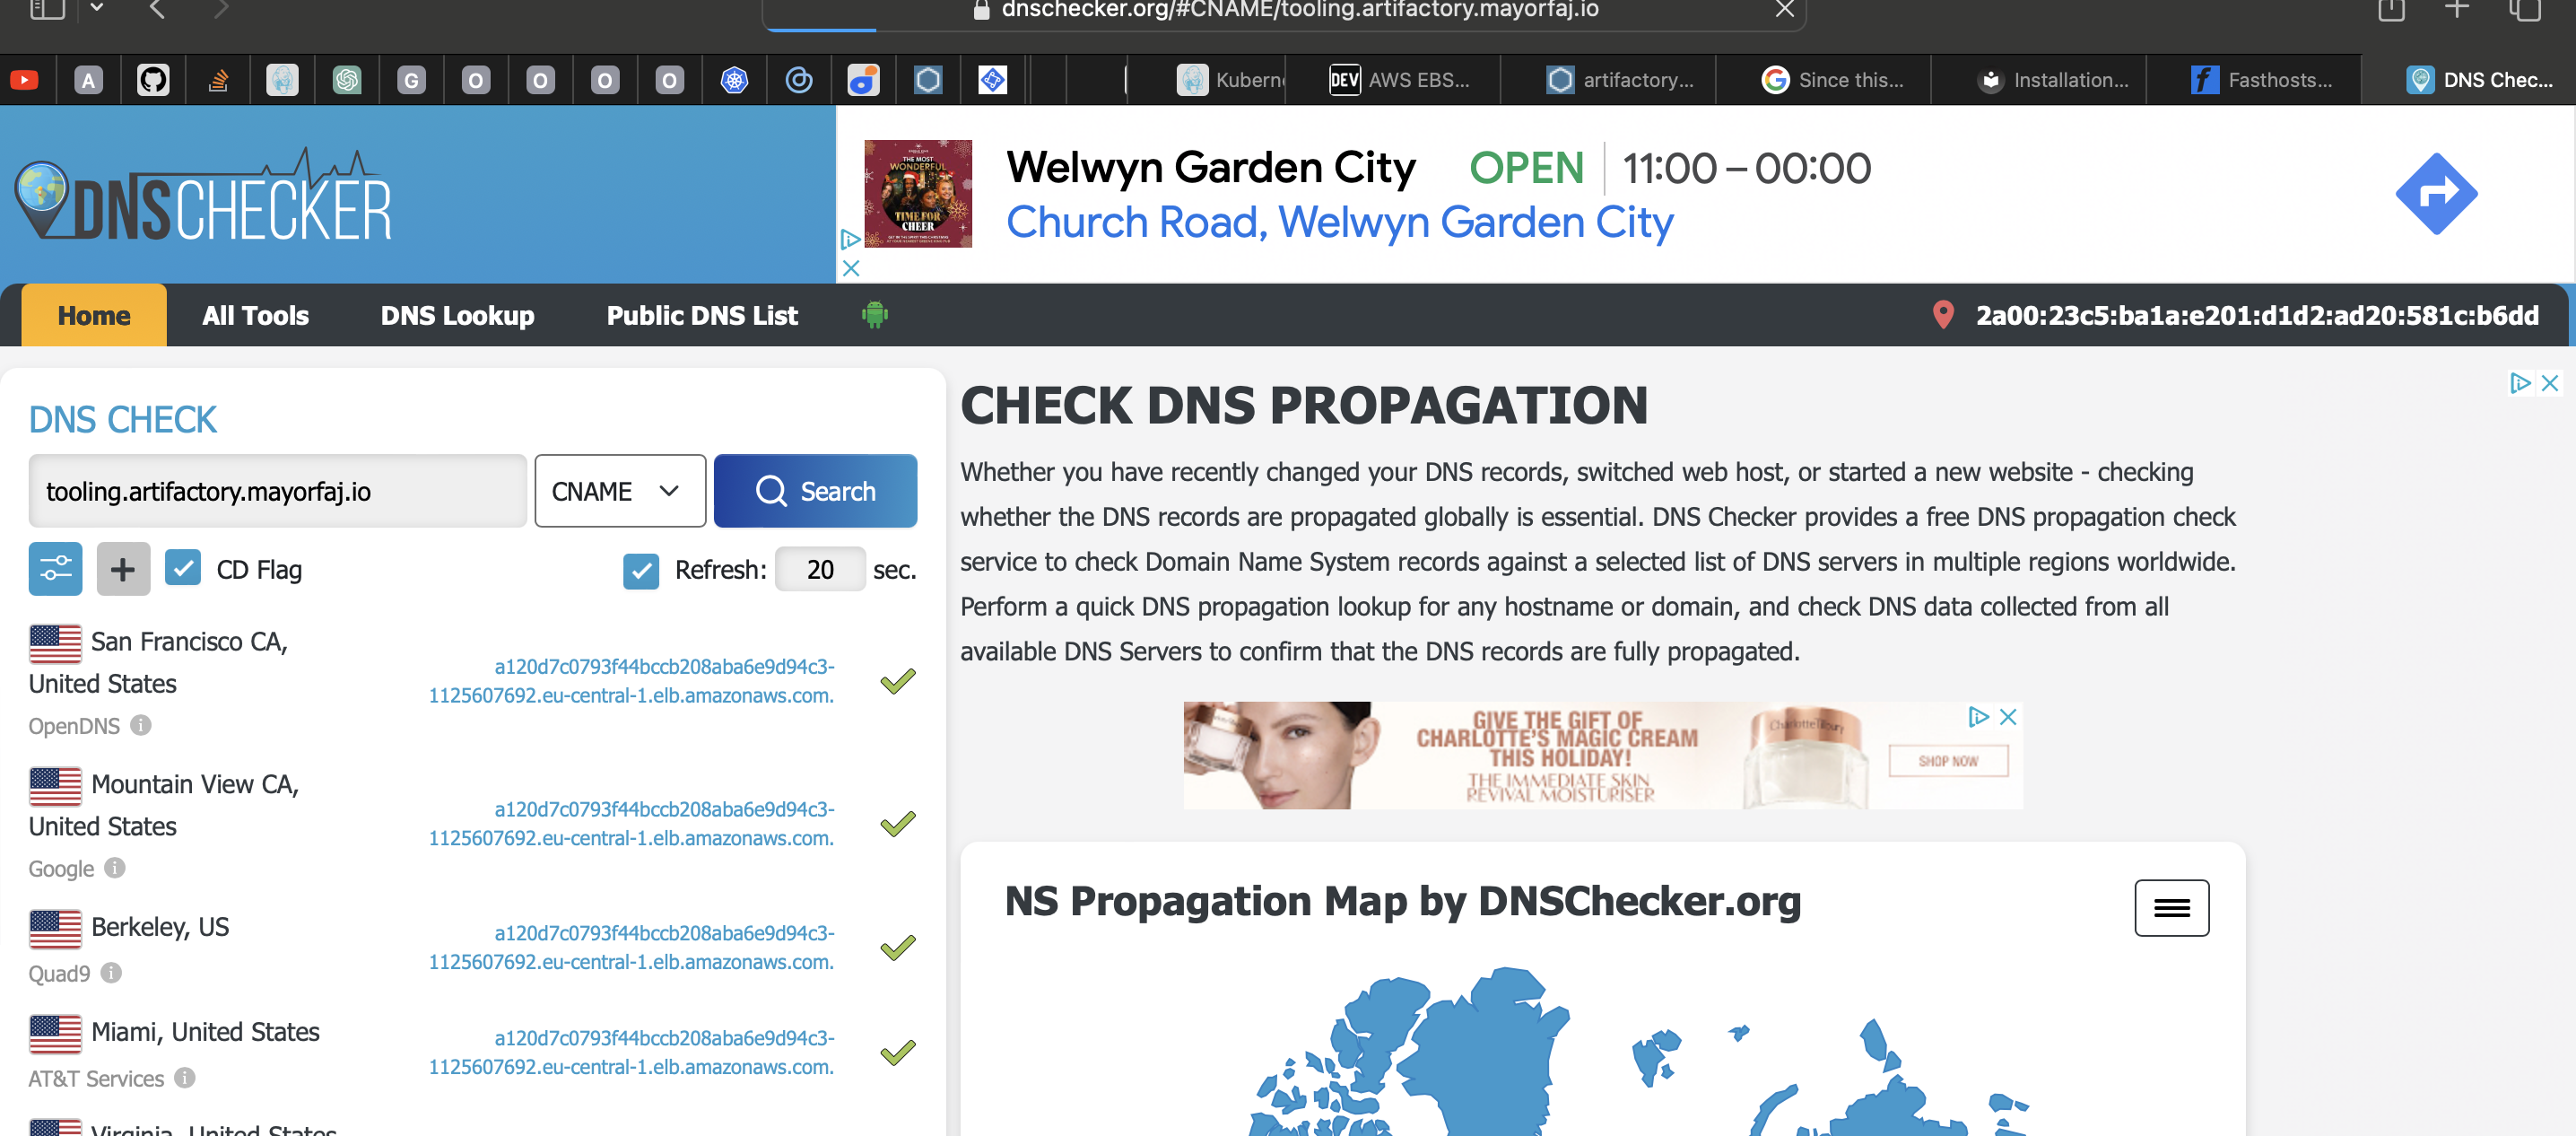 dnschecker.org/#CNAME/tooling.artifactory.mayorfaj.io
A
G
O
O
O
O
Kubern
DEV AWS EBS...
artifactory...
G Since this...
Installation...
f Fasthosts...
DNS Chec...
DNSCHECKER
THE MOST
WONDERFUL
TIME FOR
CHEER
Welwyn Garden City OPEN 11:00 – 00:00
Church Road, Welwyn Garden City
Home All Tools DNS Lookup Public DNS List 2a00:23c5:ba1a:e201:d1d2:ad20:581c:b6dd
DNS CHECK
tooling.artifactory.mayorfaj.io CNAME Search
CD Flag Refresh: 20 sec.
San Francisco CA,
United States
OpenDNS
a120d7c0793f44bccb208aba6e9d94c3-
1125607692.eu-central-1.elb.amazonaws.com.
Mountain View CA,
United States
Google
a120d7c0793f44bccb208aba6e9d94c3-
1125607692.eu-central-1.elb.amazonaws.com.
Berkeley, US
Quad9
a120d7c0793f44bccb208aba6e9d94c3-
1125607692.eu-central-1.elb.amazonaws.com.
Miami, United States
AT&T Services
a120d7c0793f44bccb208aba6e9d94c3-
1125607692.eu-central-1.elb.amazonaws.com.
Virginia, United States
CHECK DNS PROPAGATION
Whether you have recently changed your DNS records, switched web host, or started a new website - checking
whether the DNS records are propagated globally is essential. DNS Checker provides a free DNS propagation check
service to check Domain Name System records against a selected list of DNS servers in multiple regions worldwide.
Perform a quick DNS propagation lookup for any hostname or domain, and check DNS data collected from all
available DNS Servers to confirm that the DNS records are fully propagated.
GIVE THE GIFT OF
CHARLOTTE'S MAGIC CREAM
THIS HOLIDAY!
THE IMMEDIATE SKIN
REVIVAL MOISTURISER
Charlotte Tilbury
SHOP NOW
NS Propagation Map by DNSChecker.org